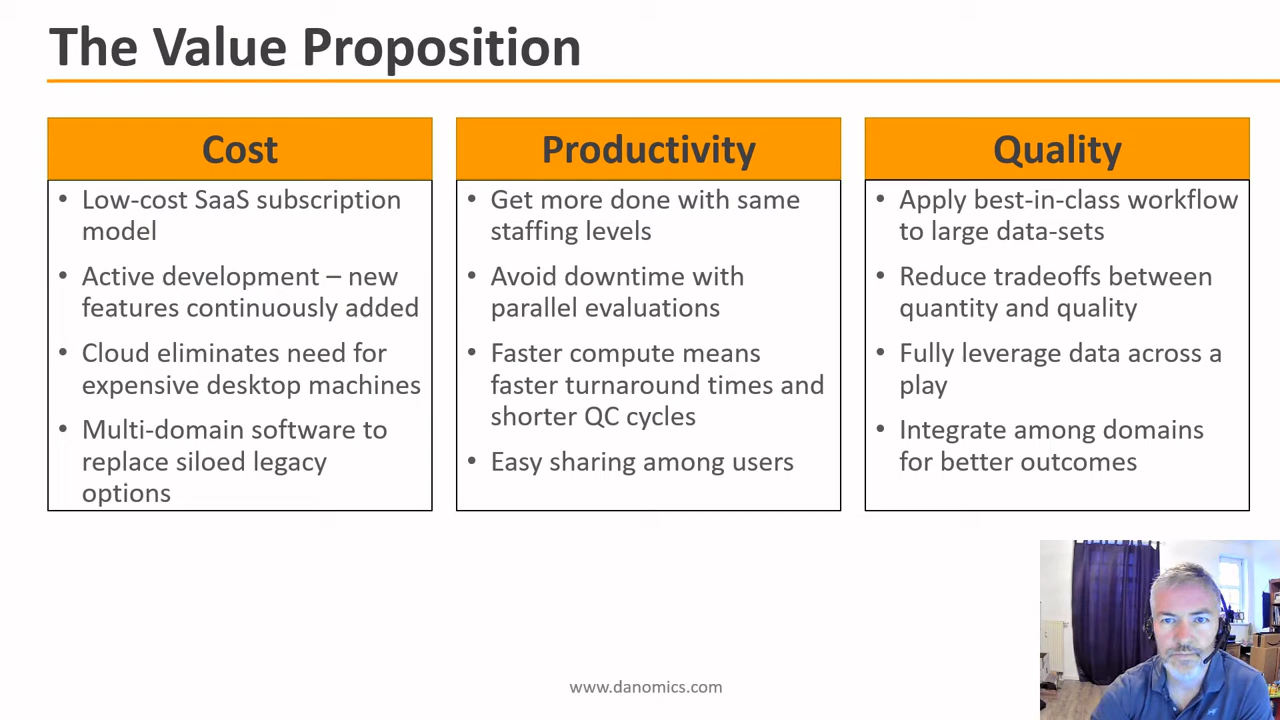 The Value Proposition
Cost
• Low-cost SaaS subscription
model
• Active development – new
features continuously added
• Cloud eliminates need for
expensive desktop machines
• Multi-domain software to
replace siloed legacy
options
Productivity
• Get more done with same
staffing levels
• Avoid downtime with
parallel evaluations
• Faster compute means
faster turnaround times and
shorter QC cycles
• Easy sharing among users
Quality
• Apply best-in-class workflow
to large data-sets
• Reduce tradeoffs between
quantity and quality
• Fully leverage data across a
play
• Integrate among domains
for better outcomes
www.danomics.com